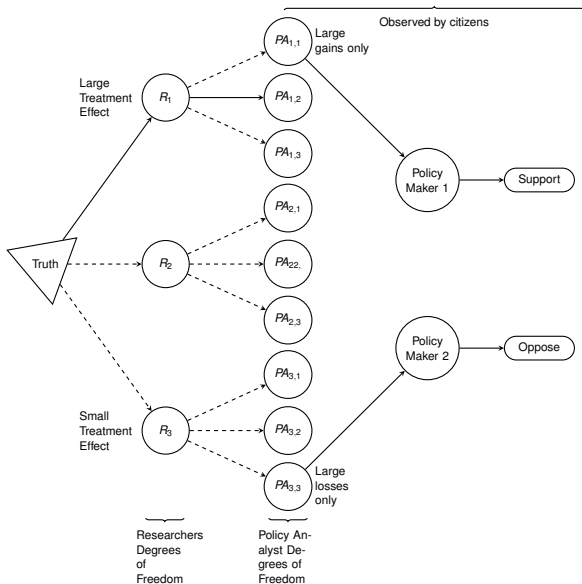 Observed by citizens
PA1,1
Large
gains only
Large
Treatment
Effect
R1
PA1,2
PA1,3
Policy
Maker 1
Support
PA2,1
Truth
R2
PA22,
PA2,3
Policy
Maker 2
Oppose
PA3,1
Small
Treatment
Effect
R3
PA3,2
PA3,3
Large
losses
only
Researchers
Degrees
of
Freedom
Policy An-
alyst De-
grees of
Freedom